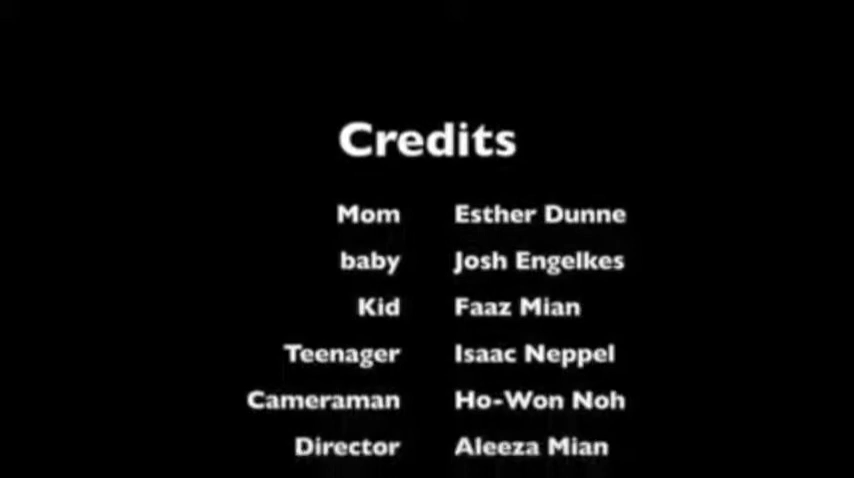 Credits
Mom Esther Dunne
baby Josh Engelkes
Kid Faaz Mian
Teenager Isaac Neppel
Cameraman Ho-Won Noh
Director Aleeza Mian